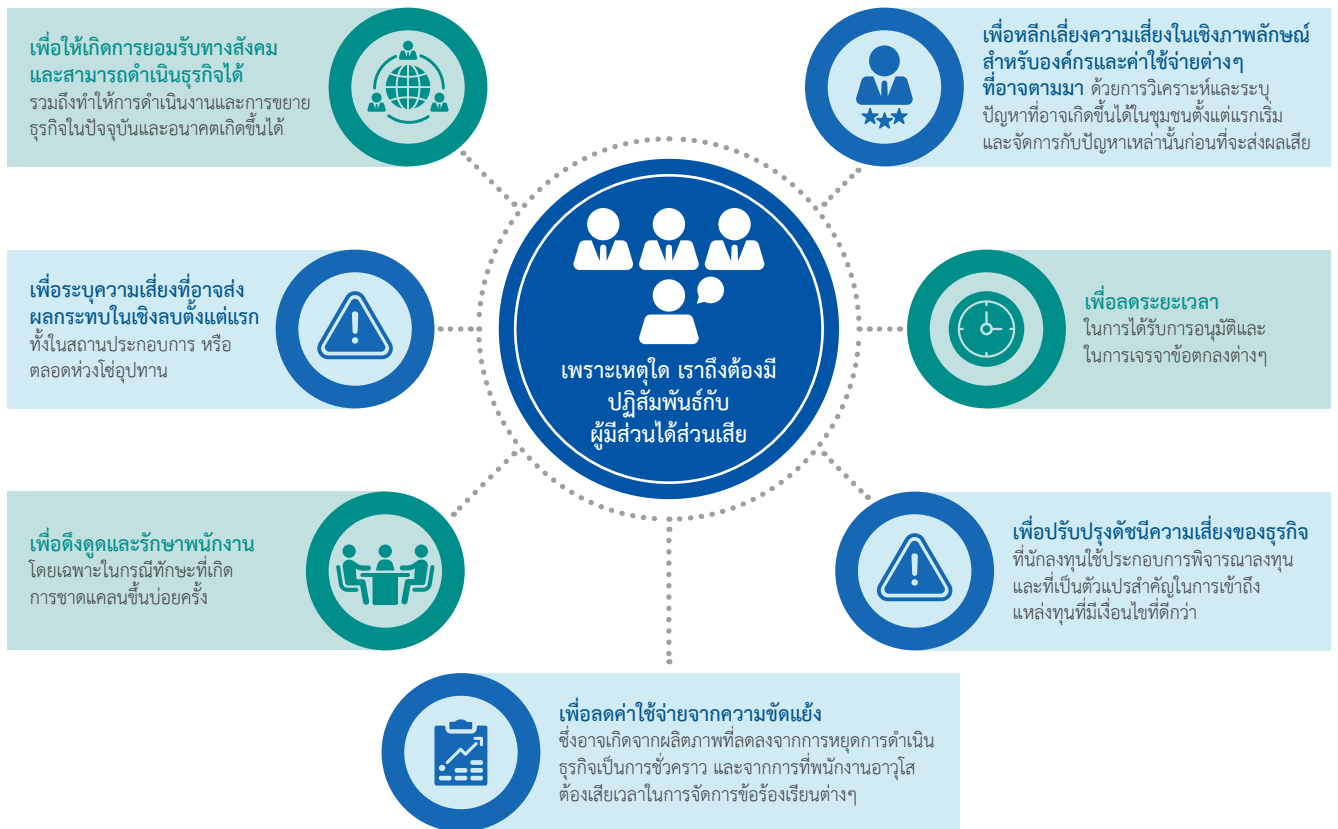 เพื่อให้เกิดการยอมรับทางสังคม
และสามารถดำเนินธุรกิจได้
รวมถึงทำให้การดำเนินงานและการขยาย
ธุรกิจในปัจจุบันและอนาคตเกิดขึ้นได้
เพื่อหลีกเลี่ยงความเสี่ยงในเชิงภาพลักษณ์
สำหรับองค์กรและค่าใช้จ่ายต่างๆ
ที่อาจตามมา ด้วยการวิเคราะห์และระบุ
ปัญหาที่อาจเกิดขึ้นได้ในชุมชนตั้งแต่แรกเริ่ม
และจัดการกับปัญหาเหล่านั้นก่อนที่จะส่งผลเสีย
เพื่อระบุความเสี่ยงที่อาจส่ง
ผลกระทบในเชิงลบตั้งแต่แรก
ทั้งในสถานประกอบการ หรือ
ตลอดห่วงโซ่อุปทาน
เพราะเหตุใด เราถึงต้องมี
ปฏิสัมพันธ์กับ
ผู้มีส่วนได้ส่วนเสีย
เพื่อลดระยะเวลา
ในการได้รับการอนุมัติและ
ในการเจรจาข้อตกลงต่างๆ
เพื่อดึงดูดและรักษาพนักงาน
โดยเฉพาะในกรณีทักษะที่เกิด
การขาดแคลนขึ้นบ่อยครั้ง
เพื่อปรับปรุงดัชนีความเสี่ยงของธุรกิจ
ที่นักลงทุนใช้ประกอบการพิจารณาลงทุน
และที่เป็นตัวแปรสำคัญในการเข้าถึง
แหล่งทุนที่มีเงื่อนไขที่ดีกว่า
เพื่อลดค่าใช้จ่ายจากความขัดแย้ง
ซึ่งอาจเกิดจากผลิตภาพที่ลดลงจากการหยุดการดำเนิน
ธุรกิจเป็นการชั่วคราว และจากการที่พนักงานอาวุโส
ต้องเสียเวลาในการจัดการข้อร้องเรียนต่างๆ